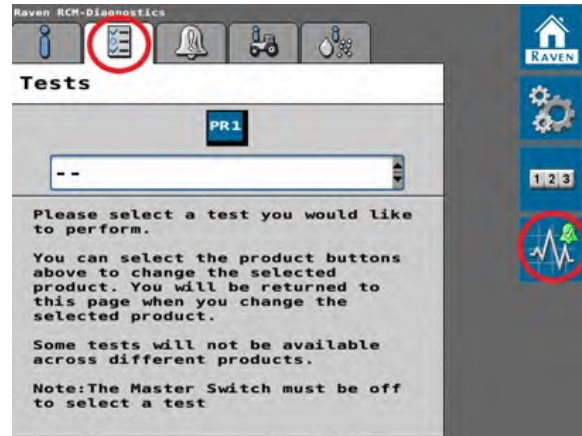 Raven RCM-Diagnostics
Tests
RAVEN
PR1
--
1 2 3
Please select a test you would like
to perform.
You can select the product buttons
above to change the selected
product. You will be returned to
this page when you change the
selected product.
Some tests will not be available
across different products.
Note:The Master Switch must be off
to select a test